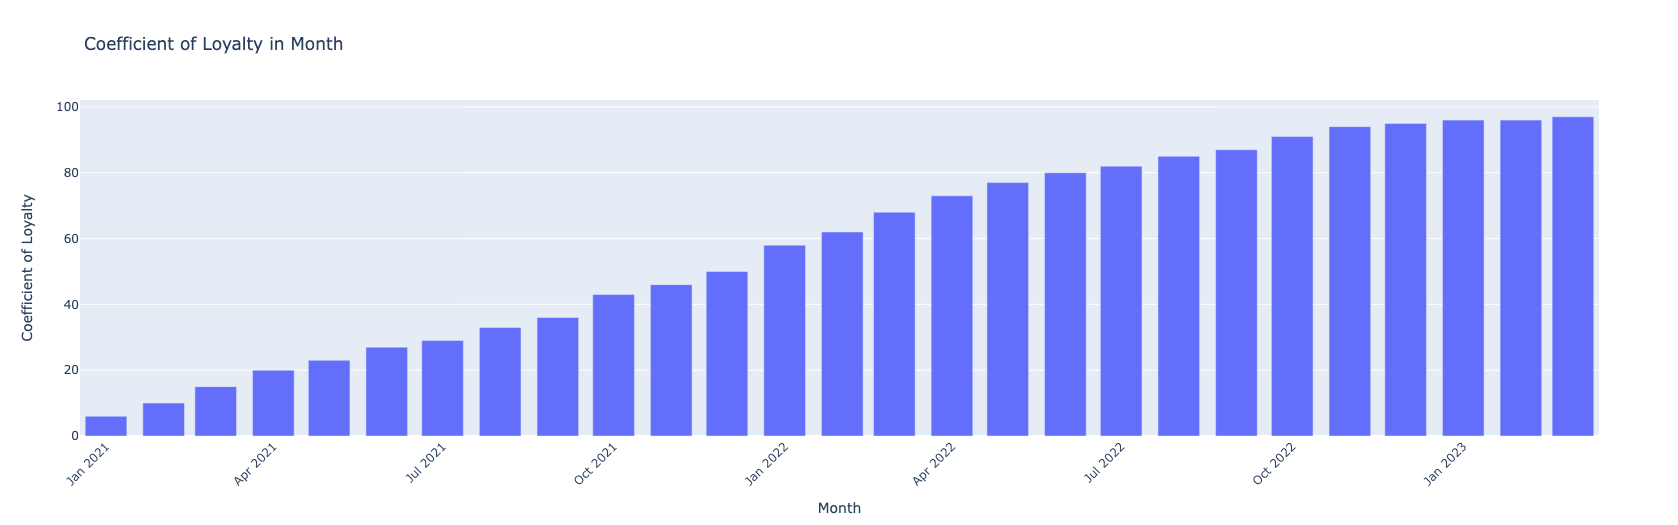 Coefficient of Loyalty in Month
100
80
60
40
20
0
Coefficient of Loyalty
Jan 2021
Apr 2021
Jul 2021
Oct 2021
Jan 2022
Apr 2022
Jul 2022
Oct 2022
Jan 2023
Month